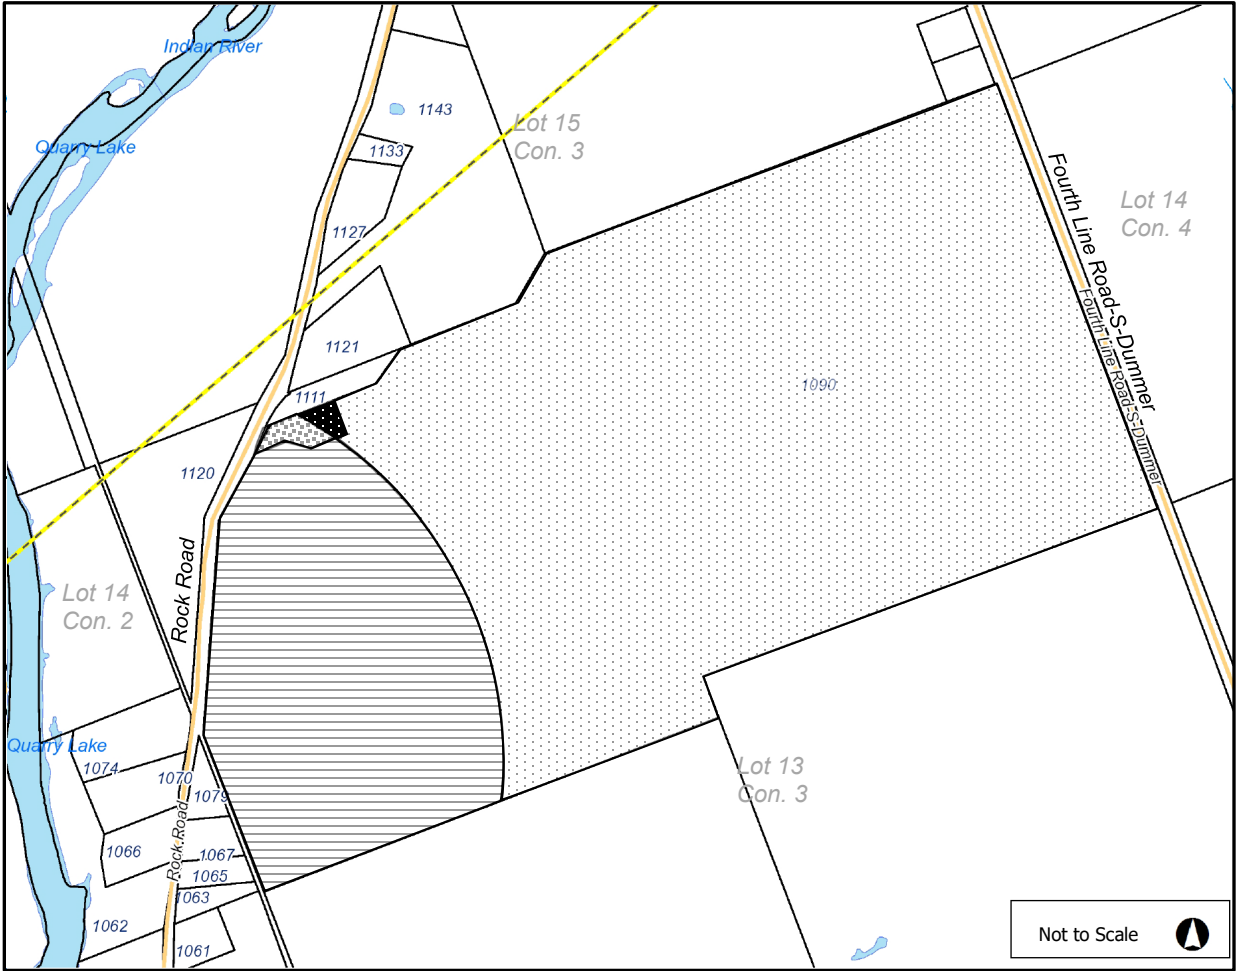 Indian River
1143
Lot 15
Con. 3
Quarry Lake
1133
Fourth Line Road-S-Dummer
Fourth Line Road-S-Dummer
Lot 14
Con. 4
1127
1121
1090
1111
1120
Rock Road
Lot 14
Con. 2
Quarry Lake
1074
1070
1079
Lot 13
Con. 3
Rock Road
1066
1067
1065
1063
1062
1061
Not to Scale